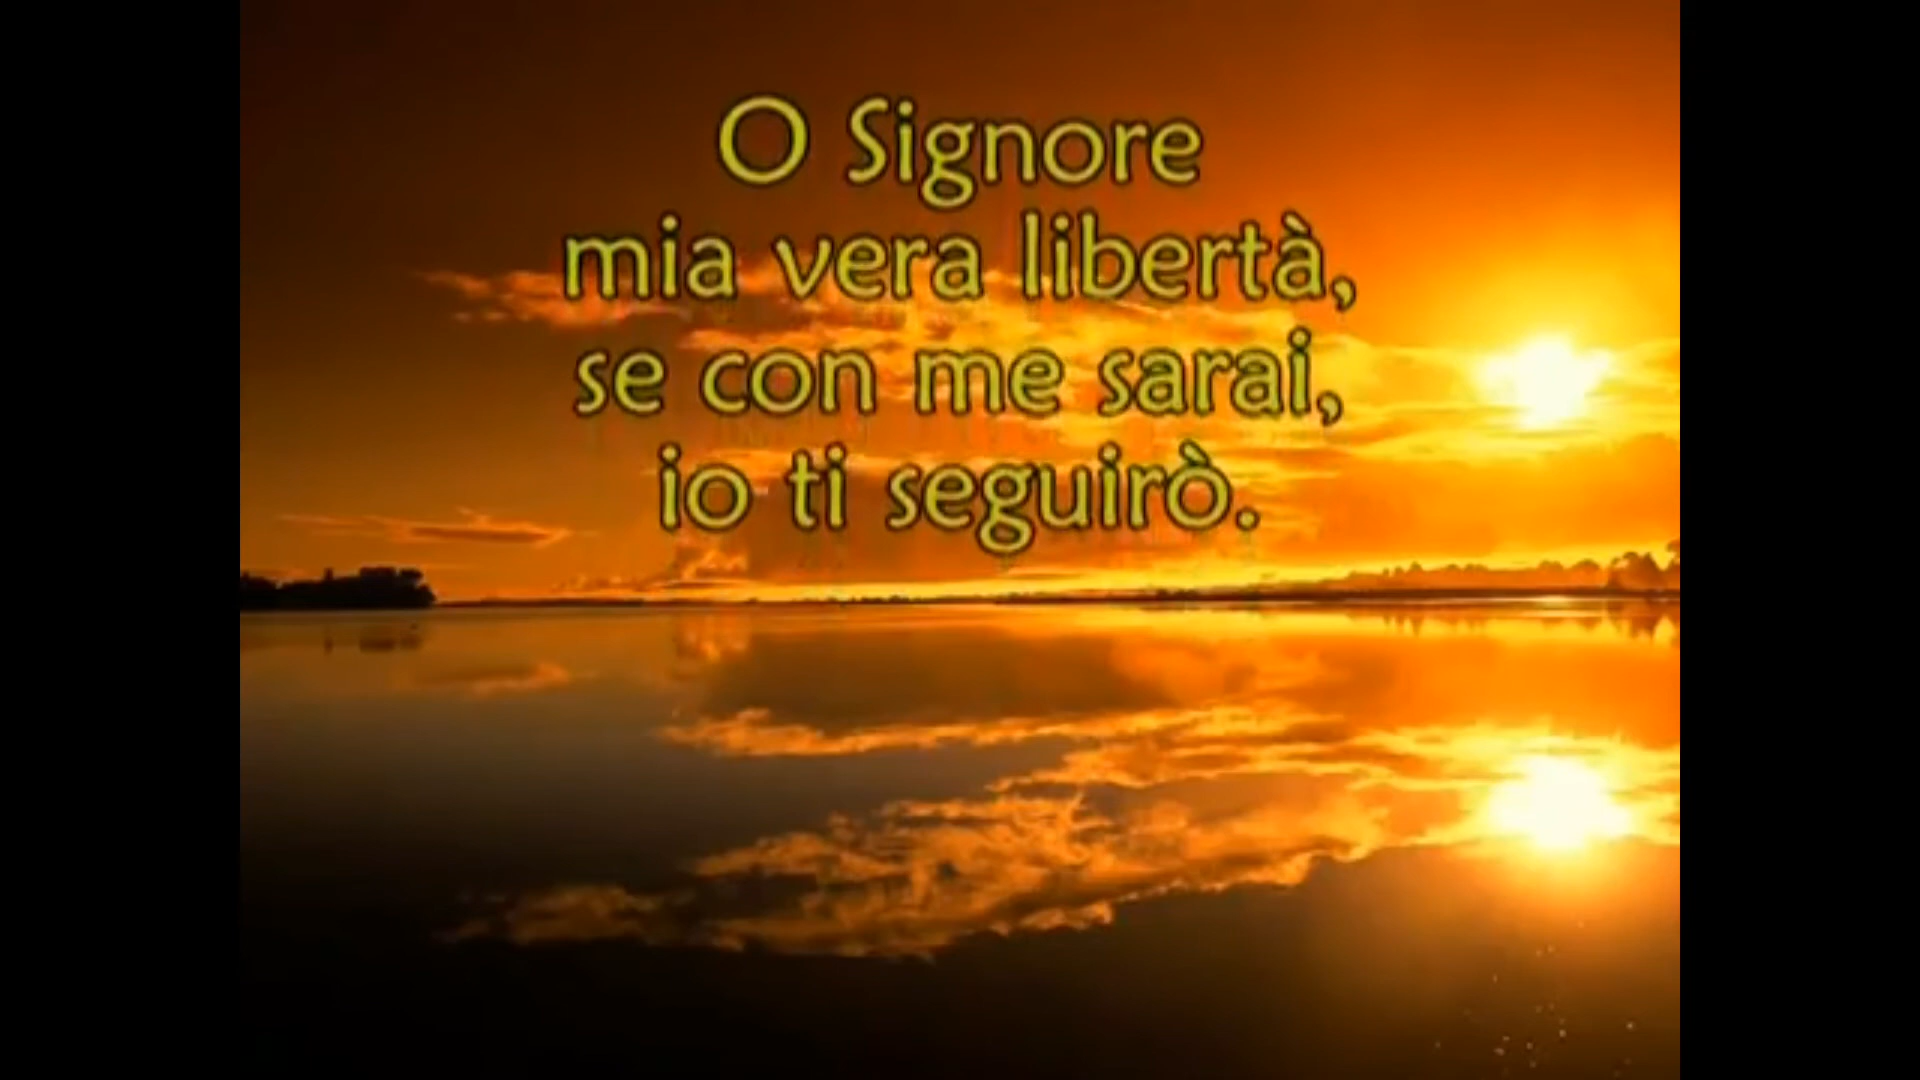 O Signore
mia vera libertà,
se con me sarai,
io ti seguirò.